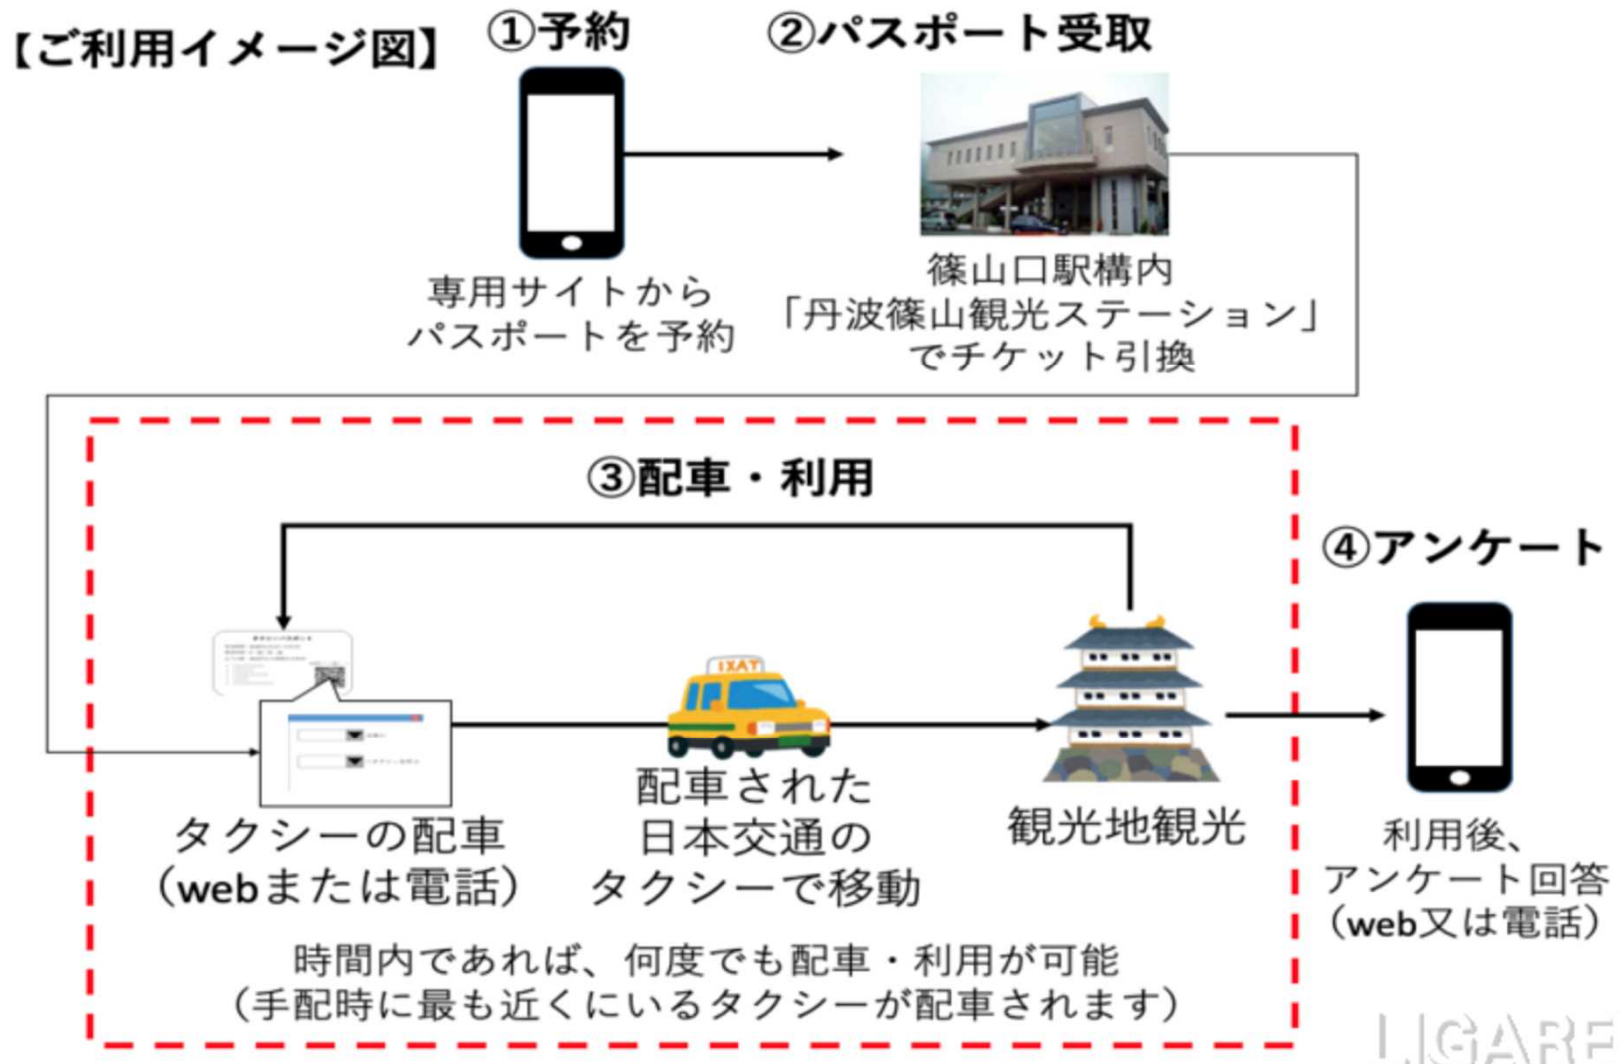 【ご利用イメージ図】
①予約
②パスポート受取
専用サイトから
パスポートを予約
篠山口駅構内
「丹波篠山観光ステーション」
でチケット引換
③配車・利用
④アンケート
TAXI
タクシーの配車
（webまたは電話）
配車された
日本交通の
タクシーで移動
観光地観光
利用後、
アンケート回答
（web又は電話）
時間内であれば、何度でも配車・利用が可能
（手配時に最も近くにいるタクシーが配車されます）
LIGARE